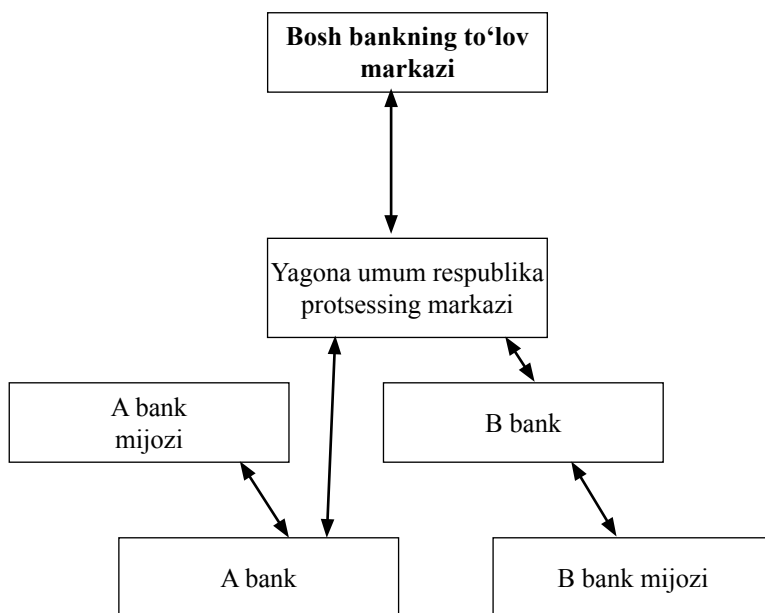 Bosh bankning to‘lov
markazi
Yagona umum respublika
protsessing markazi
A bank
mijozi
B bank
A bank
B bank mijozi